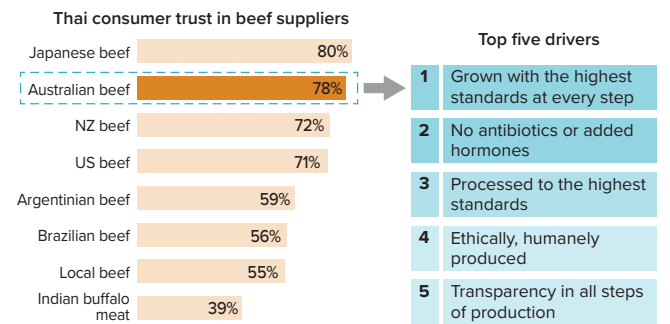 Thai consumer trust in beef suppliers
Japanese beef 80%
Australian beef 78%
NZ beef 72%
US beef 71%
Argentinian beef 59%
Brazilian beef 56%
Local beef 55%
Indian buffalo
meat 39%
Top five drivers
1 Grown with the highest
standards at every step
2 No antibiotics or added
hormones
3 Processed to the highest
standards
4 Ethically, humanely
produced
5 Transparency in all steps
of production